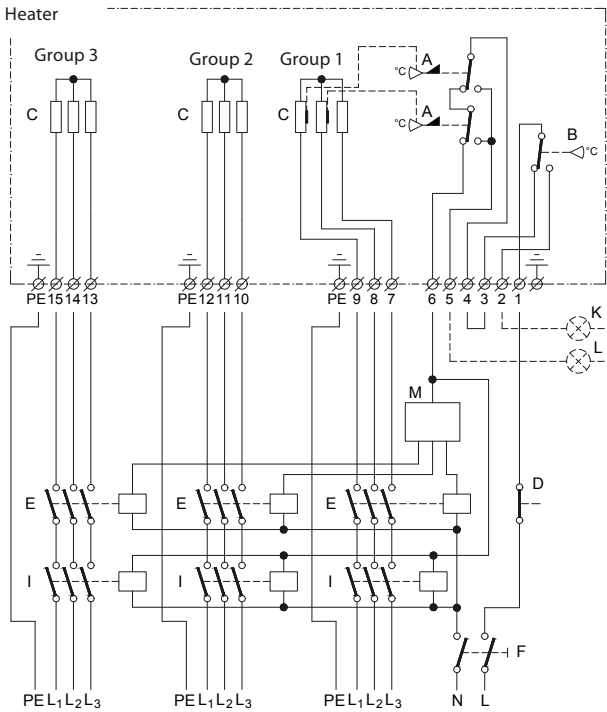 Heater
Group 3
Group 2
Group 1
A
°C
C
C
C
A
°C
B
°C
PE 15 14 13
PE 12 11 10
PE 9 8 7
6 5 4 3 2 1
K
L
M
E
E
E
D
I
I
I
F
PE L1 L2 L3
PE L1 L2 L3
PE L1 L2 L3
N L